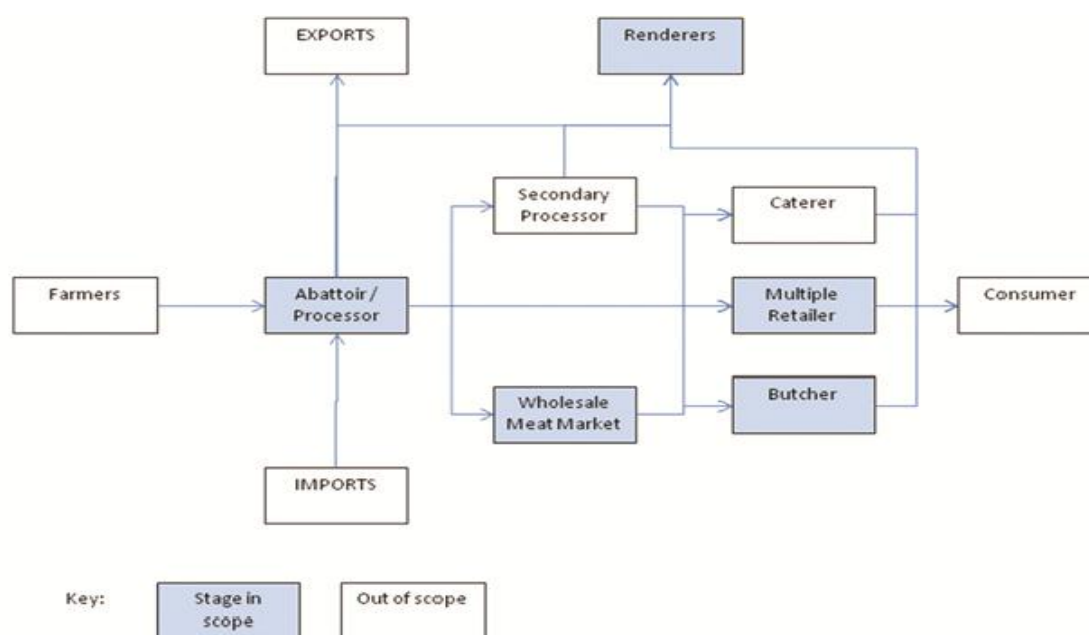 EXPORTS
Renderers
Secondary
Processor
Caterer
Farmers
Abattoir /
Processor
Multiple
Retailer
Consumer
Wholesale
Meat Market
Butcher
IMPORTS
Key:
Stage in
scope
Out of scope